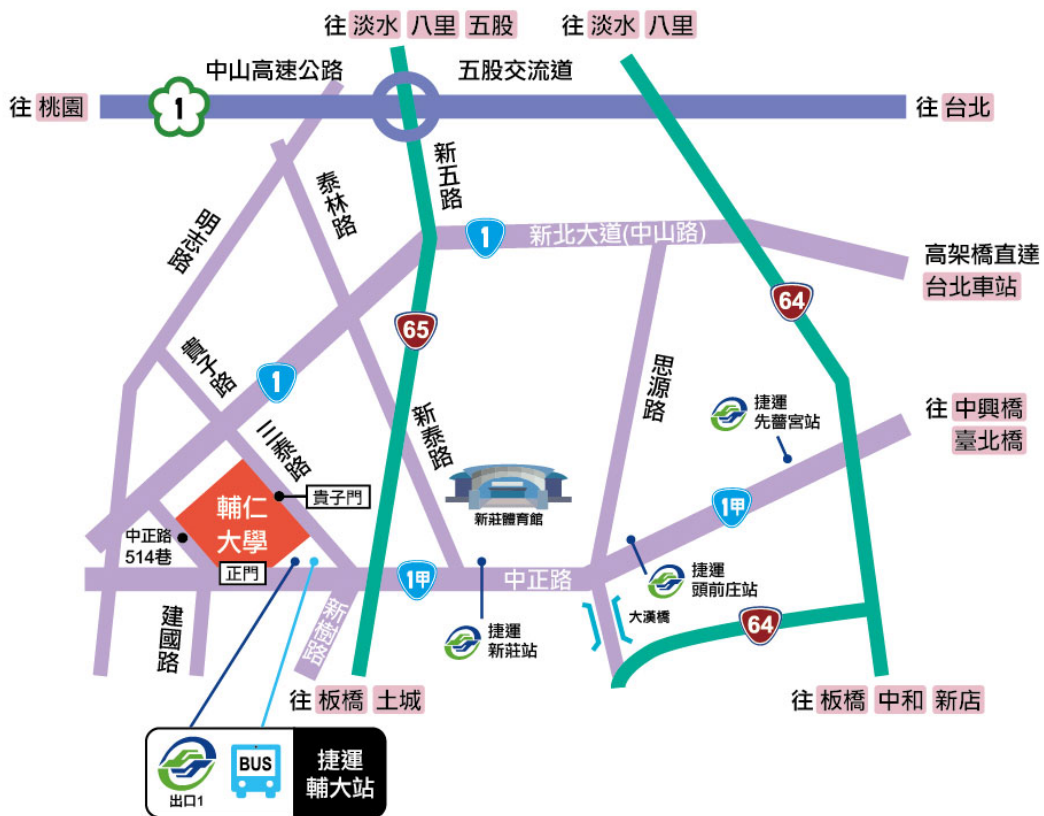 往 淡水 八里 五股
往 淡水 八里
中山高速公路
五股交流道
往 桃園
1
往 台北
新五路
泰林路
明志路
1
新北大道(中山路)
高架橋直達
台北車站
64
65
貴子路
1
思源路
新泰路
三泰路
捷運
先嗇宮站
往 中興橋
臺北橋
輔仁
大學
貴子門
新莊體育館
1甲
中正路
514巷
正門
1甲
中正路
捷運
頭前庄站
建國路
新樹路
捷運
新莊站
大漢橋
64
往 板橋 土城
往 板橋 中和 新店
BUS
出口1
捷運
輔大站